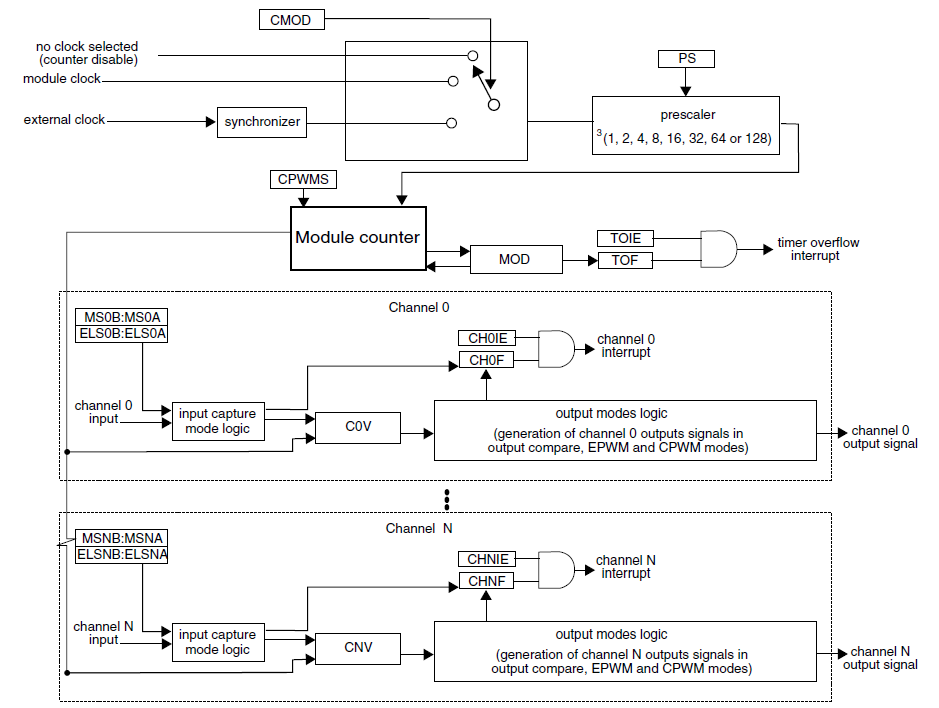 CMOD
no clock selected
(counter disable)
module clock
external clock
synchronizer
PS
prescaler
3 (1, 2, 4, 8, 16, 32, 64 or 128)
CPWMS
Module counter
MOD
TOIE
TOF
timer overflow
interrupt
Channel 0
MS0B:MS0A
ELS0B:ELS0A
CH0IE
CH0F
channel 0
interrupt
channel 0
input
input capture
mode logic
C0V
output modes logic
(generation of channel 0 outputs signals in
output compare, EPWM and CPWM modes)
channel 0
output signal
Channel N
MSNB:MSNA
ELSNB:ELSNA
CHNIE
CHNF
channel N
interrupt
channel N
input
input capture
mode logic
CNV
output modes logic
(generation of channel N outputs signals in
output compare, EPWM and CPWM modes)
channel N
output signal